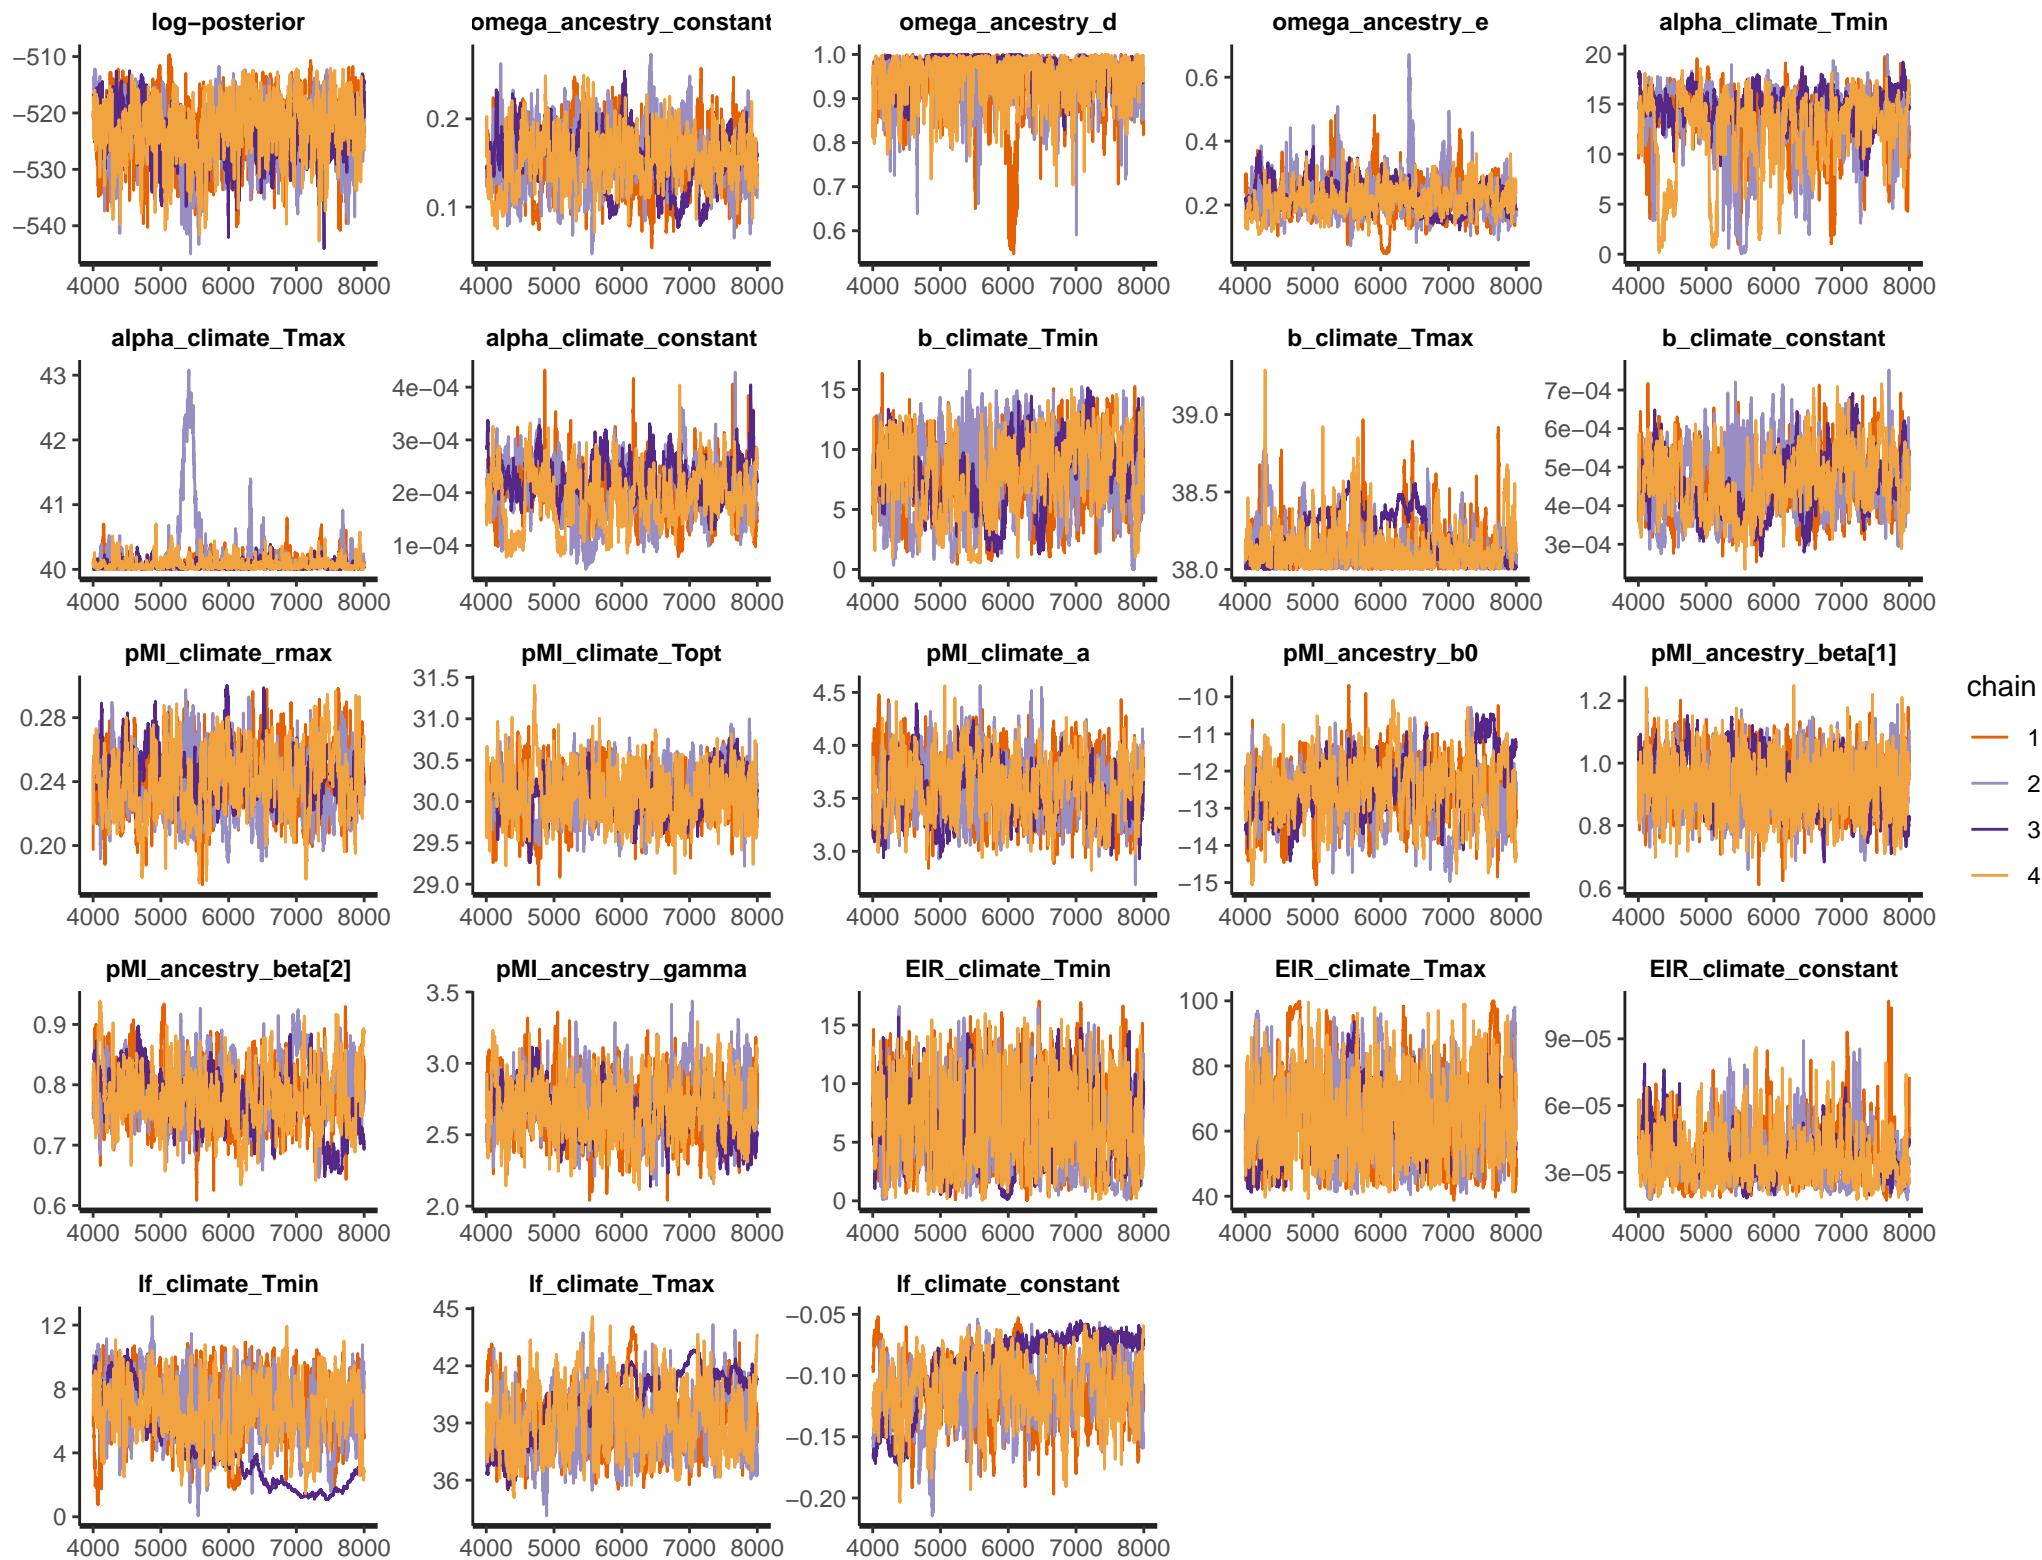 log−posterior omega_ancestry_constant omega_ancestry_d omega_ancestry_e alpha_climate_Tmin
−510 −520 −530 −540
0.2 0.1
1.0 0.9 0.8 0.7 0.6
0.6 0.4 0.2
20 15 10 5 0
4000 5000 6000 7000 8000 4000 5000 6000 7000 8000 4000 5000 6000 7000 8000 4000 5000 6000 7000 8000 4000 5000 6000 7000 8000
alpha_climate_Tmax alpha_climate_constant b_climate_Tmin b_climate_Tmax b_climate_constant
43 42 41 40
4e−04 3e−04 2e−04 1e−04
15 10 5 0
39.0 38.5 38.0
7e−04 6e−04 5e−04 4e−04 3e−04
4000 5000 6000 7000 8000 4000 5000 6000 7000 8000 4000 5000 6000 7000 8000 4000 5000 6000 7000 8000 4000 5000 6000 7000 8000
pMI_climate_rmax pMI_climate_Topt pMI_climate_a pMI_ancestry_b0 pMI_ancestry_beta[1]
0.28 0.24 0.20
31.5 31.0 30.5 30.0 29.5 29.0
4.5 4.0 3.5 3.0
−10 −11 −12 −13 −14 −15
1.2 1.0 0.8 0.6
4000 5000 6000 7000 8000 4000 5000 6000 7000 8000 4000 5000 6000 7000 8000 4000 5000 6000 7000 8000 4000 5000 6000 7000 8000
chain
1
2
3
4
pMI_ancestry_beta[2] pMI_ancestry_gamma EIR_climate_Tmin EIR_climate_Tmax EIR_climate_constant
0.9 0.8 0.7 0.6
3.5 3.0 2.5 2.0
15 10 5 0
100 80 60 40
9e−05 6e−05 3e−05
4000 5000 6000 7000 8000 4000 5000 6000 7000 8000 4000 5000 6000 7000 8000 4000 5000 6000 7000 8000 4000 5000 6000 7000 8000
lf_climate_Tmin lf_climate_Tmax lf_climate_constant
12 8 4 0
45 42 39 36
−0.05 −0.10 −0.15 −0.20
4000 5000 6000 7000 8000 4000 5000 6000 7000 8000 4000 5000 6000 7000 8000